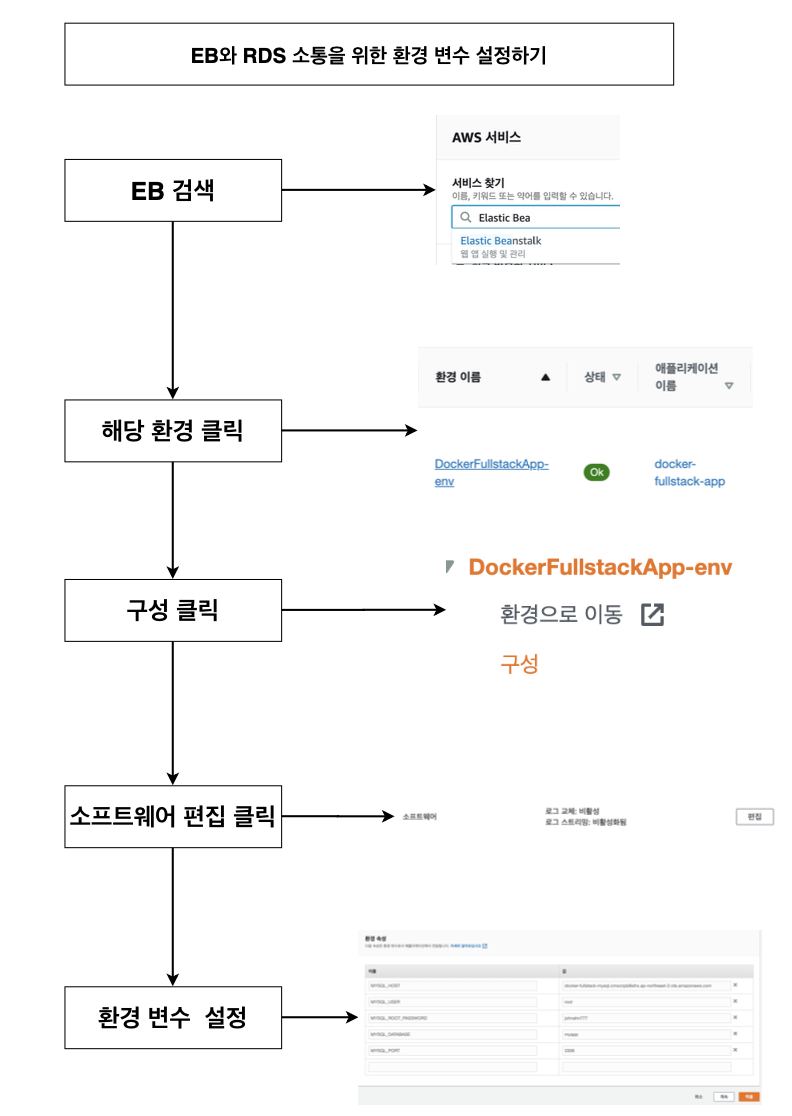 EB와 RDS 소통을 위한 환경 변수 설정하기
AWS 서비스
EB 검색
서비스 찾기
이름, 키워드 또는 약어를 입력할 수 있습니다.
Elastic Bea
Elastic Beanstalk
웹 앱 실행 및 관리
환경 이름
상태
애플리케이션
이름
해당 환경 클릭
DockerFullstackApp-
env
Ok
docker-
fullstack-app
DockerFullstackApp-env
구성 클릭
환경으로 이동
구성
소프트웨어 편집 클릭
소프트웨어
로그 교체: 비활성
로그 스트리밍: 비활성화됨
편집
환경 속성
이름
값
MYSQL_HOST
MYSQL_USER
root
환경 변수 설정
MYSQL_ROOT_PASSWORD
johnahn777
MYSQL_DATABASE
myapp
MYSQL_PORT
3306
취소
계속
적용